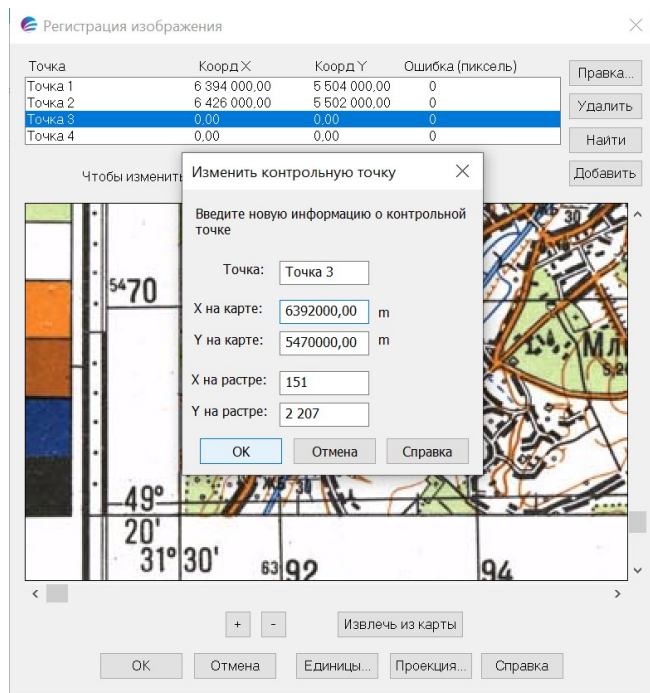 Регистрация изображения
Точка Коорд X Коорд Y Ошибка (пиксель)
Точка 1 6 394 000,00 5 504 000,00 0
Точка 2 6 426 000,00 5 502 000,00 0
Точка 3 0,00 0,00 0
Точка 4 0,00 0,00 0
Правка...
Удалить
Найти
Добавить
Чтобы изменить
Изменить контрольную точку
Введите новую информацию о контрольной
точке
Точка: Точка 3
X на карте: 6392000,00 m
Y на карте: 5470000,00 m
X на растре: 151
Y на растре: 2 207
OK Отмена Справка
5470
30
Мл
49°
20'
31° 30'
6392
94
+ - Извлечь из карты
OK Отмена Единицы... Проекция... Справка